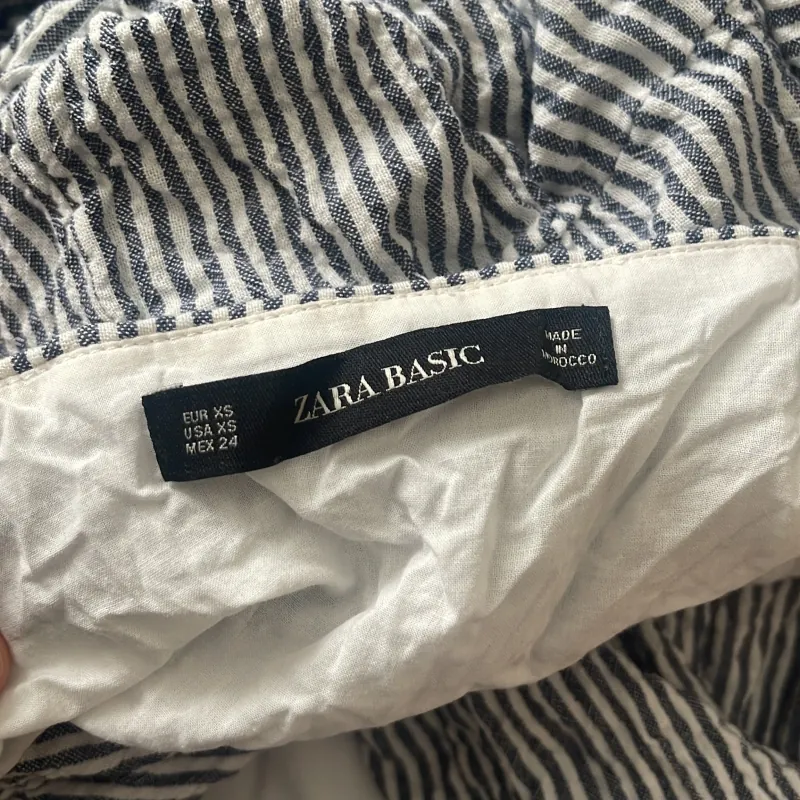 EUR XS
USA XS
MEX 24
ZARA BASIC
MADE
IN
MOROCCO